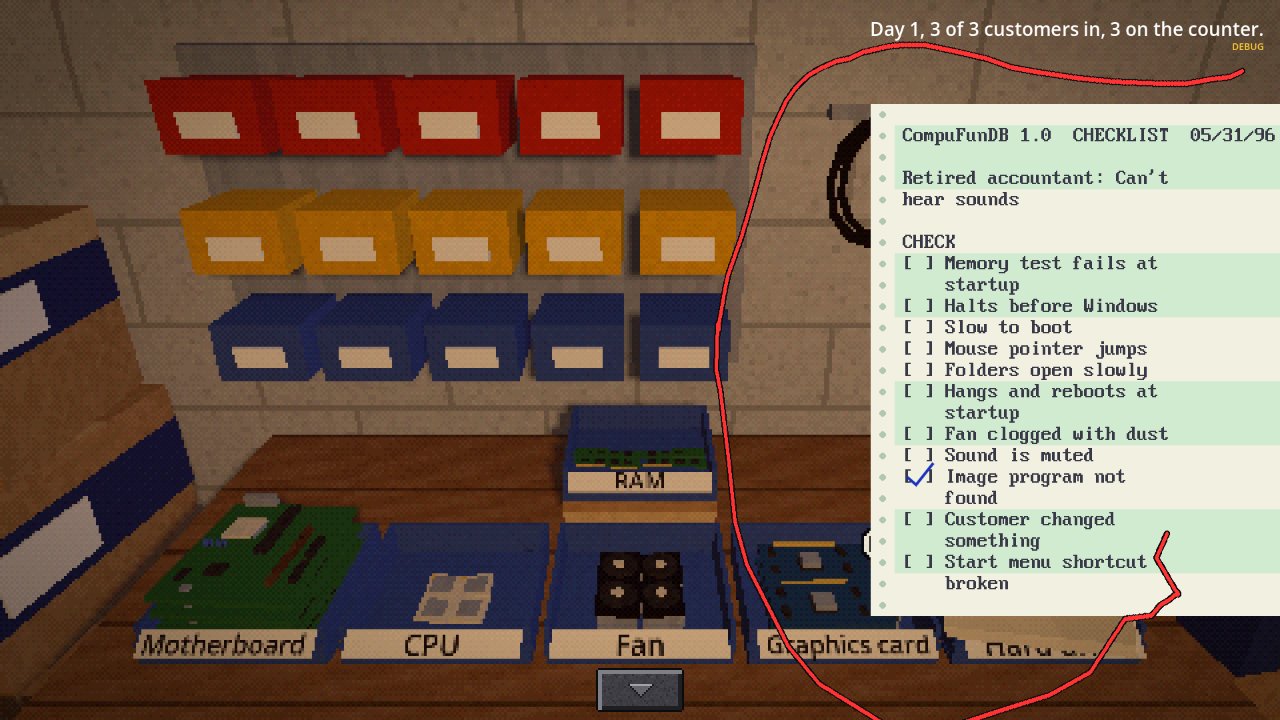 Day 1, 3 of 3 customers in, 3 on the counter.
DEBUG
CompuFunDB 1.0 CHECKLIST 05/31/96
Retired accountant: Can't
hear sounds
CHECK
[ ] Memory test fails at
startup
[ ] Halts before Windows
[ ] Slow to boot
[ ] Mouse pointer jumps
[ ] Folders open slowly
[ ] Hangs and reboots at
startup
[ ] Fan clogged with dust
[ ] Sound is muted
[✓] Image program not
found
[ ] Customer changed
something
[ ] Start menu shortcut
broken
RAM
Motherboard
CPU
Fan
Graphics card